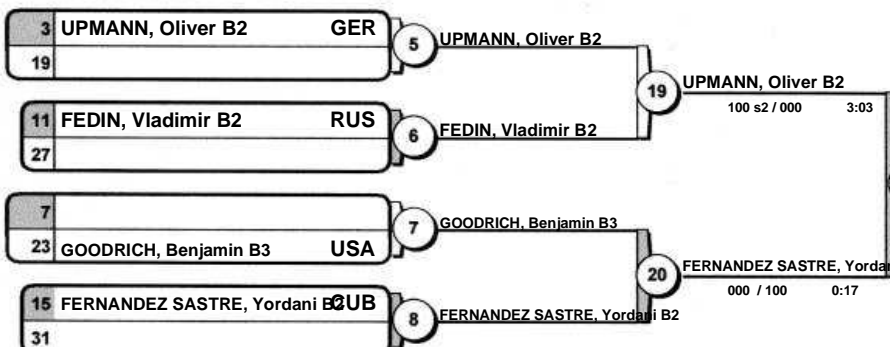 3 UPMANN, Oliver B2 GER
19
5
UPMANN, Oliver B2
11 FEDIN, Vladimir B2 RUS
27
6
FEDIN, Vladimir B2
19
UPMANN, Oliver B2
100 s2 / 000 3:03
7
23 GOODRICH, Benjamin B3 USA
7
GOODRICH, Benjamin B3
15 FERNANDEZ SASTRE, Yordani B2 CUB
31
8
FERNANDEZ SASTRE, Yordani B2
20
FERNANDEZ SASTRE, Yordan
000 / 100 0:17